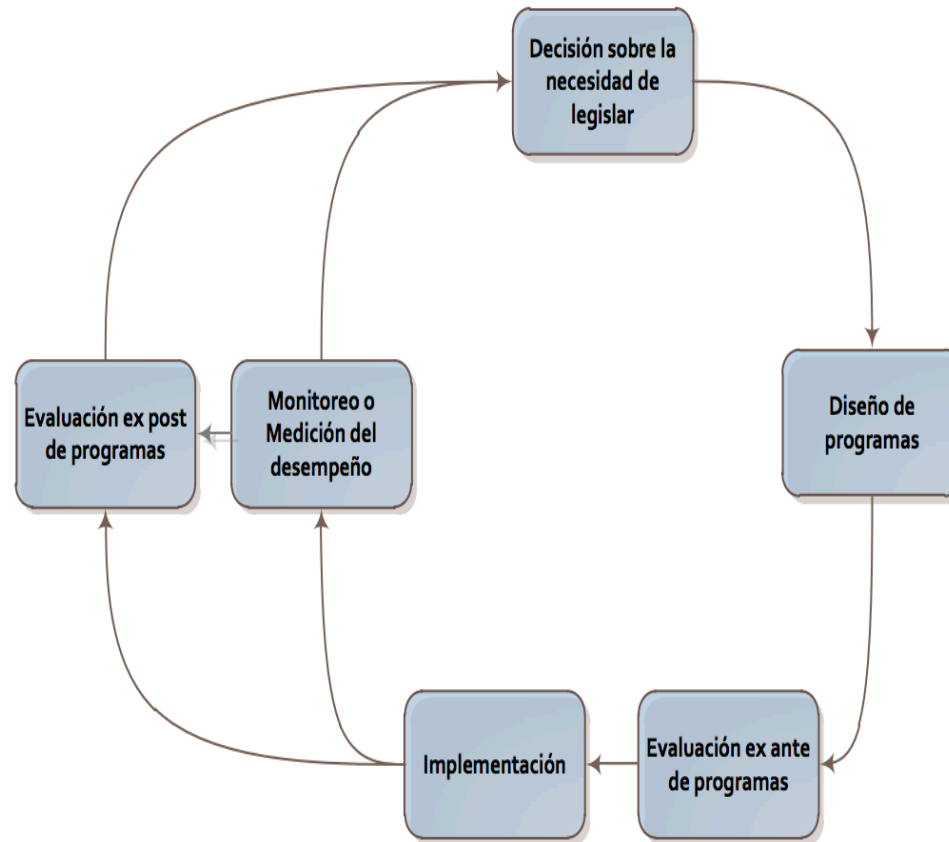 Decisión sobre la
necesidad de
legislar
Diseño de
programas
Evaluación ex ante
de programas
Implementación
Monitoreo o
Medición del
desempeño
Evaluación ex post
de programas